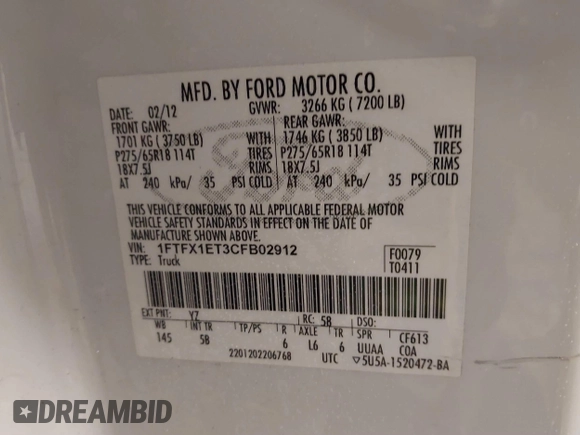 MFD. BY FORD MOTOR CO.
DATE: 02/12 GVWR: 3266 KG ( 7200 LB)
FRONT GAWR: REAR GAWR:
1701 KG ( 3750 LB) WITH 1746 KG ( 3850 LB) WITH
P275/65R18 114T TIRES P275/65R18 114T TIRES
18X7.5J RIMS 18X7.5J RIMS
AT 240 kPa/ 35 PSI COLD AT 240 kPa/ 35 PSI COLD
THIS VEHICLE CONFORMS TO ALL APPLICABLE FEDERAL MOTOR
VEHICLE SAFETY STANDARDS IN EFFECT ON THE DATE OF
MANUFACTURE SHOWN ABOVE.
VIN: 1FTFX1ET3CFB02912 F0079
TYPE: Truck T0411
EXT PNT: YZ RC: 58 DSO:
WB INT TR TP/PS R AXLE TR SPR CF613
145 5B 6 L6 6 UUAA COA
2201202206768 UTC ▽5U5A-1520472-BA
Ford
DREAMBID